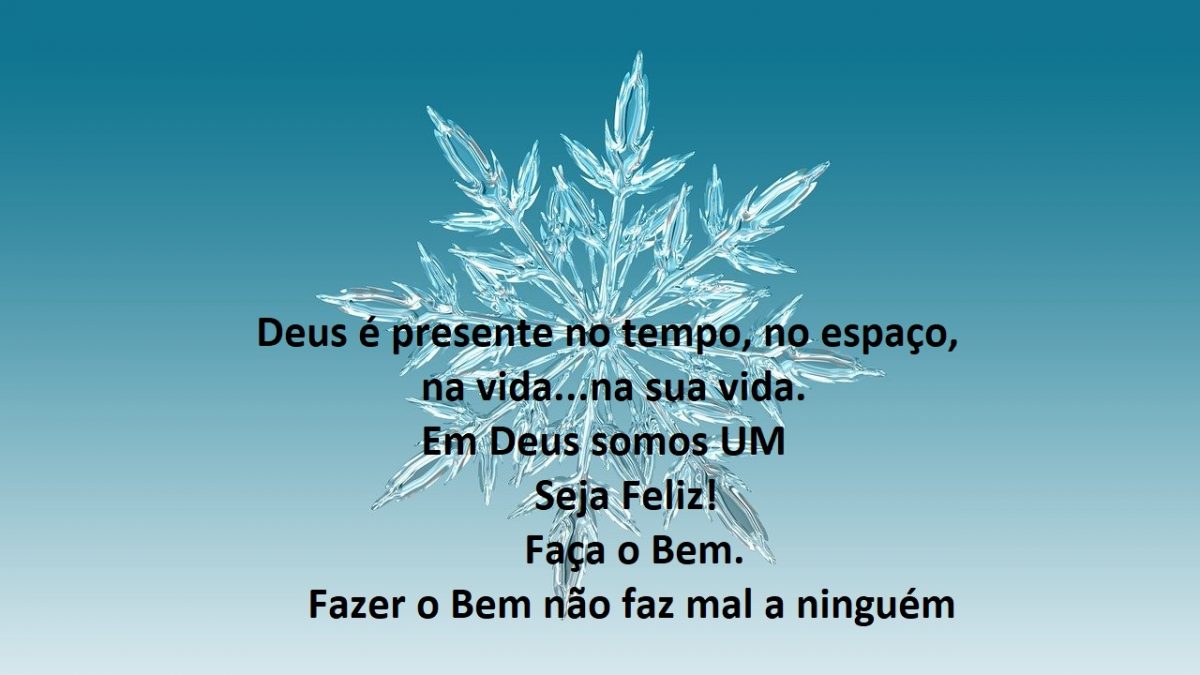 Deus é presente no tempo, no espaço,
na vida...na sua vida.
Em Deus somos UM
Seja Feliz!
Faça o Bem.
Fazer o Bem não faz mal a ninguém